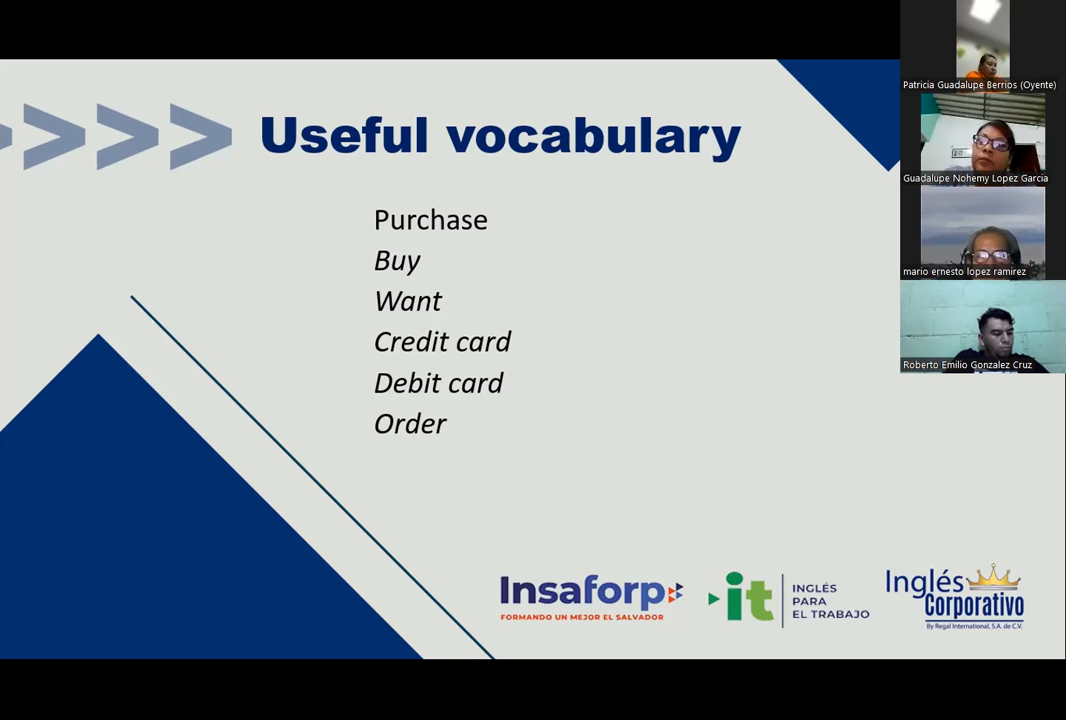 Useful vocabulary
Purchase
Buy
Want
Credit card
Debit card
Order
Insaforp
FORMANDO UN MEJOR EL SALVADOR
it
INGLÉS
PARA
EL TRABAJO
Inglés
Corporativo
By Regal International, S.A. de C.V.
Patricia Guadalupe Berrios (Oyente)
Guadalupe Nohemy Lopez Garcia
mario ernesto lopez ramirez
Roberto Emilio Gonzalez Cruz